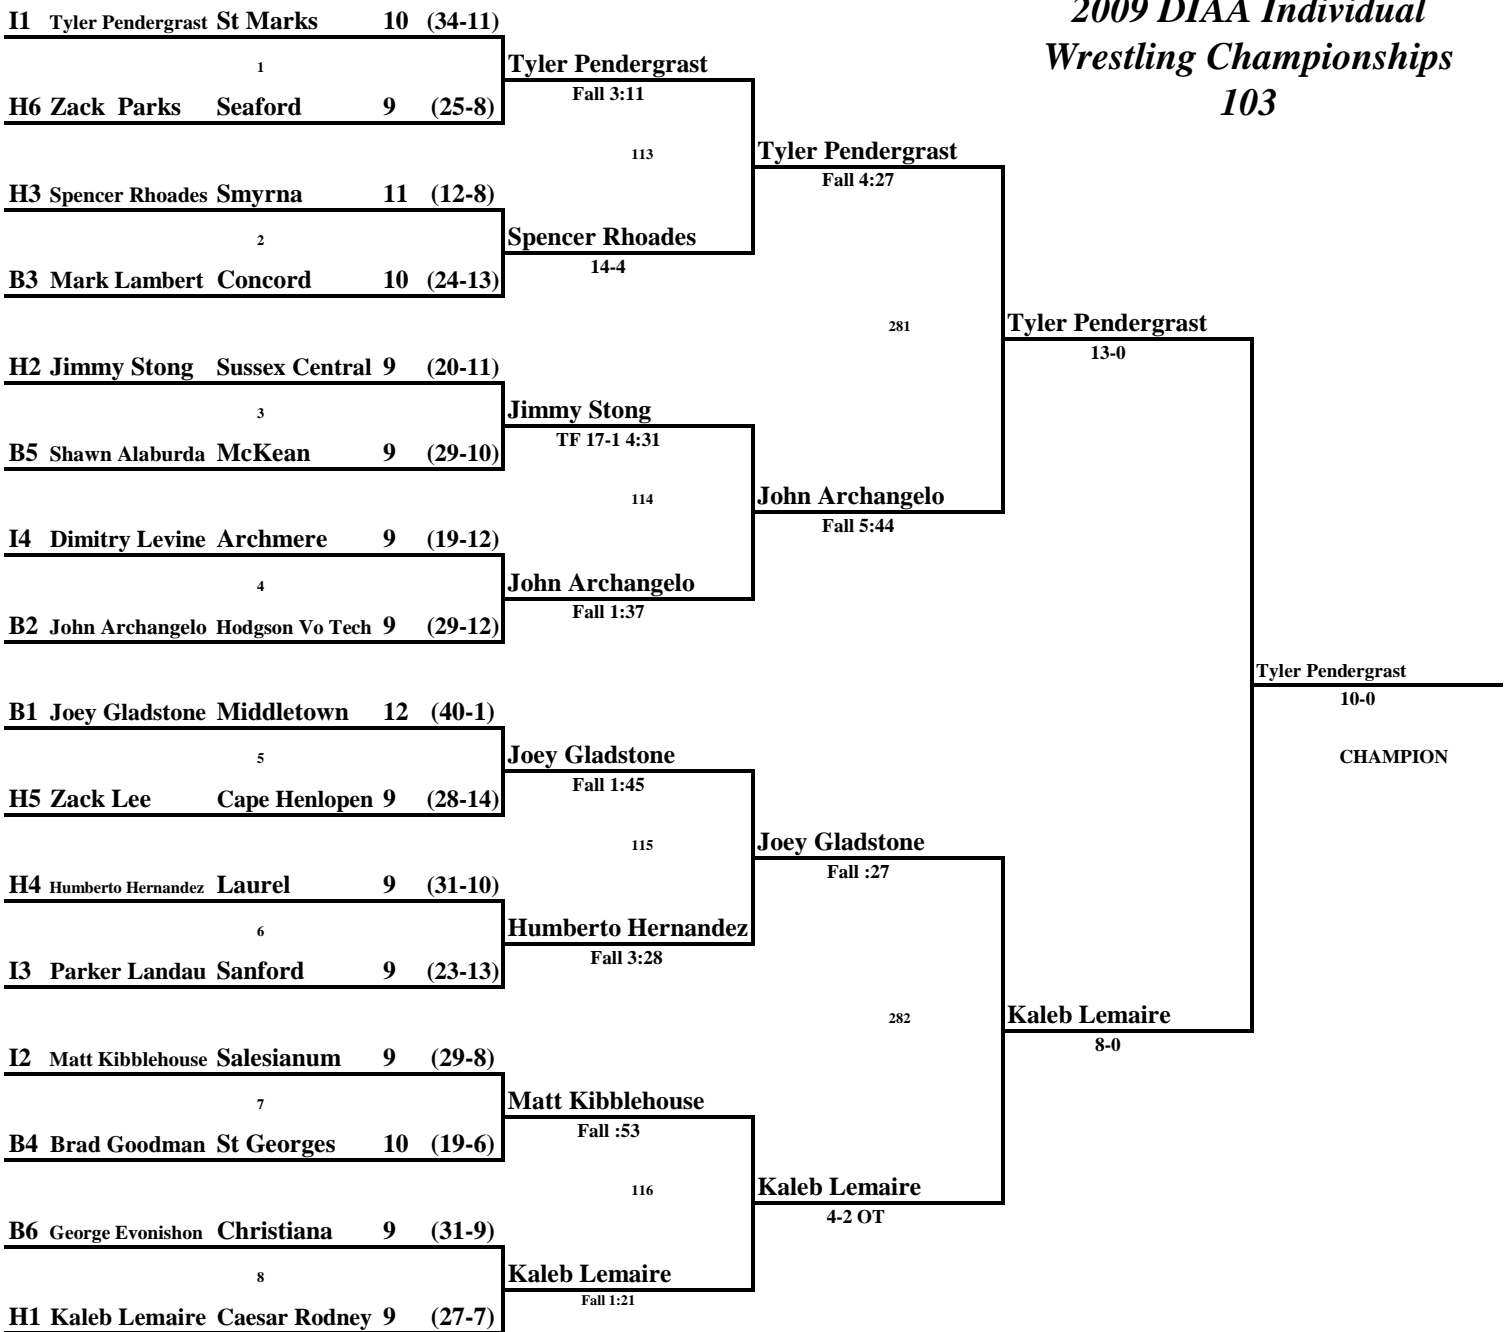 2009 DIAA Individual
Wrestling Championships
103
I1 Tyler Pendergrast St Marks 10 (34-11)
1
H6 Zack Parks Seaford 9 (25-8)
H3 Spencer Rhoades Smyrna 11 (12-8)
2
B3 Mark Lambert Concord 10 (24-13)
H2 Jimmy Stong Sussex Central 9 (20-11)
3
B5 Shawn Alaburda McKean 9 (29-10)
I4 Dimitry Levine Archmere 9 (19-12)
4
B2 John Archangelo Hodgson Vo Tech 9 (29-12)
B1 Joey Gladstone Middletown 12 (40-1)
5
H5 Zack Lee Cape Henlopen 9 (28-14)
H4 Humberto Hernandez Laurel 9 (31-10)
6
I3 Parker Landau Sanford 9 (23-13)
I2 Matt Kibblehouse Salesianum 9 (29-8)
7
B4 Brad Goodman St Georges 10 (19-6)
B6 George Evonishon Christiana 9 (31-9)
8
H1 Kaleb Lemaire Caesar Rodney 9 (27-7)
Tyler Pendergrast
Fall 3:11
113
Spencer Rhoades
14-4
Jimmy Stong
TF 17-1 4:31
114
John Archangelo
Fall 1:37
Joey Gladstone
Fall 1:45
115
Humberto Hernandez
Fall 3:28
Matt Kibblehouse
Fall :53
116
Kaleb Lemaire
Fall 1:21
Tyler Pendergrast
Fall 4:27
281
John Archangelo
Fall 5:44
Joey Gladstone
Fall :27
282
Kaleb Lemaire
4-2 OT
Tyler Pendergrast
13-0
Kaleb Lemaire
8-0
Tyler Pendergrast
10-0
CHAMPION